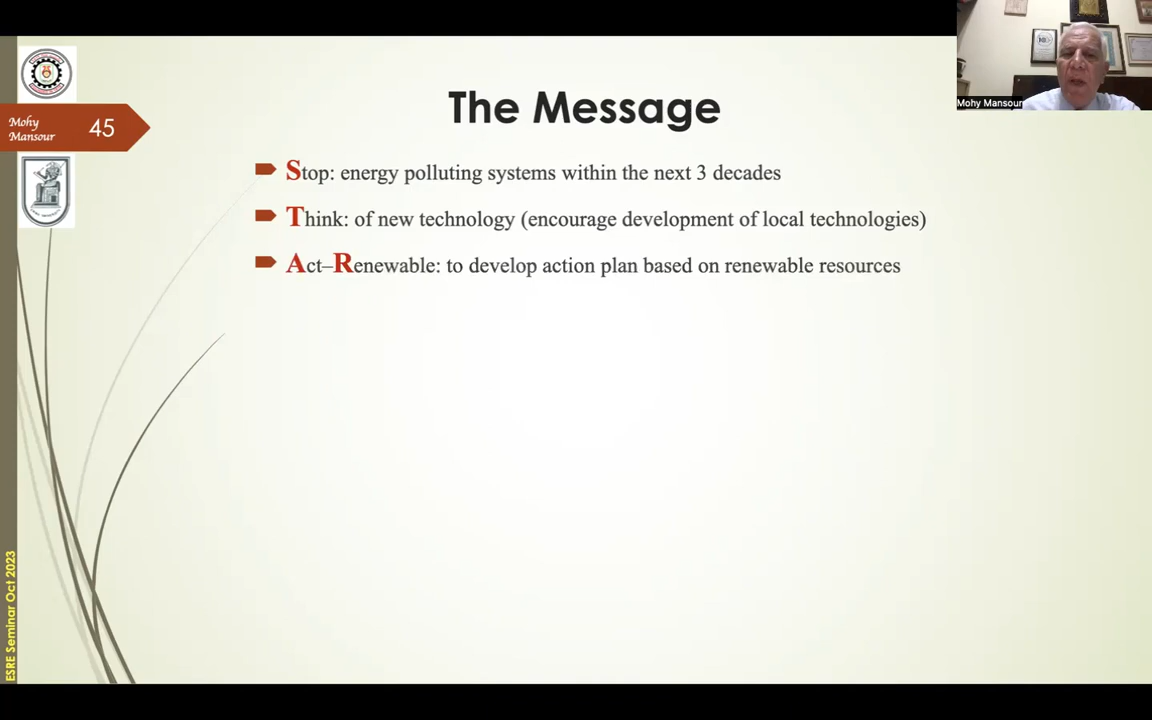 The Message
Mohy
Mansour
45
Stop: energy polluting systems within the next 3 decades
Think: of new technology (encourage development of local technologies)
Act–Renewable: to develop action plan based on renewable resources
ESRE Seminar Oct 2023
Mohy Mansour